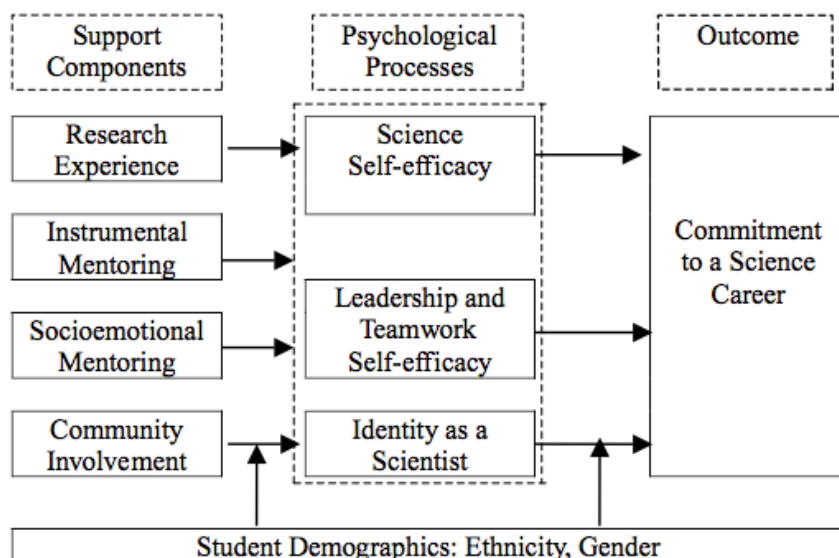 Support
Components
Psychological
Processes
Outcome
Research
Experience
Science
Self-efficacy
Instrumental
Mentoring
Commitment
to a Science
Career
Socioemotional
Mentoring
Leadership and
Teamwork
Self-efficacy
Community
Involvement
Identity as a
Scientist
Student Demographics: Ethnicity, Gender